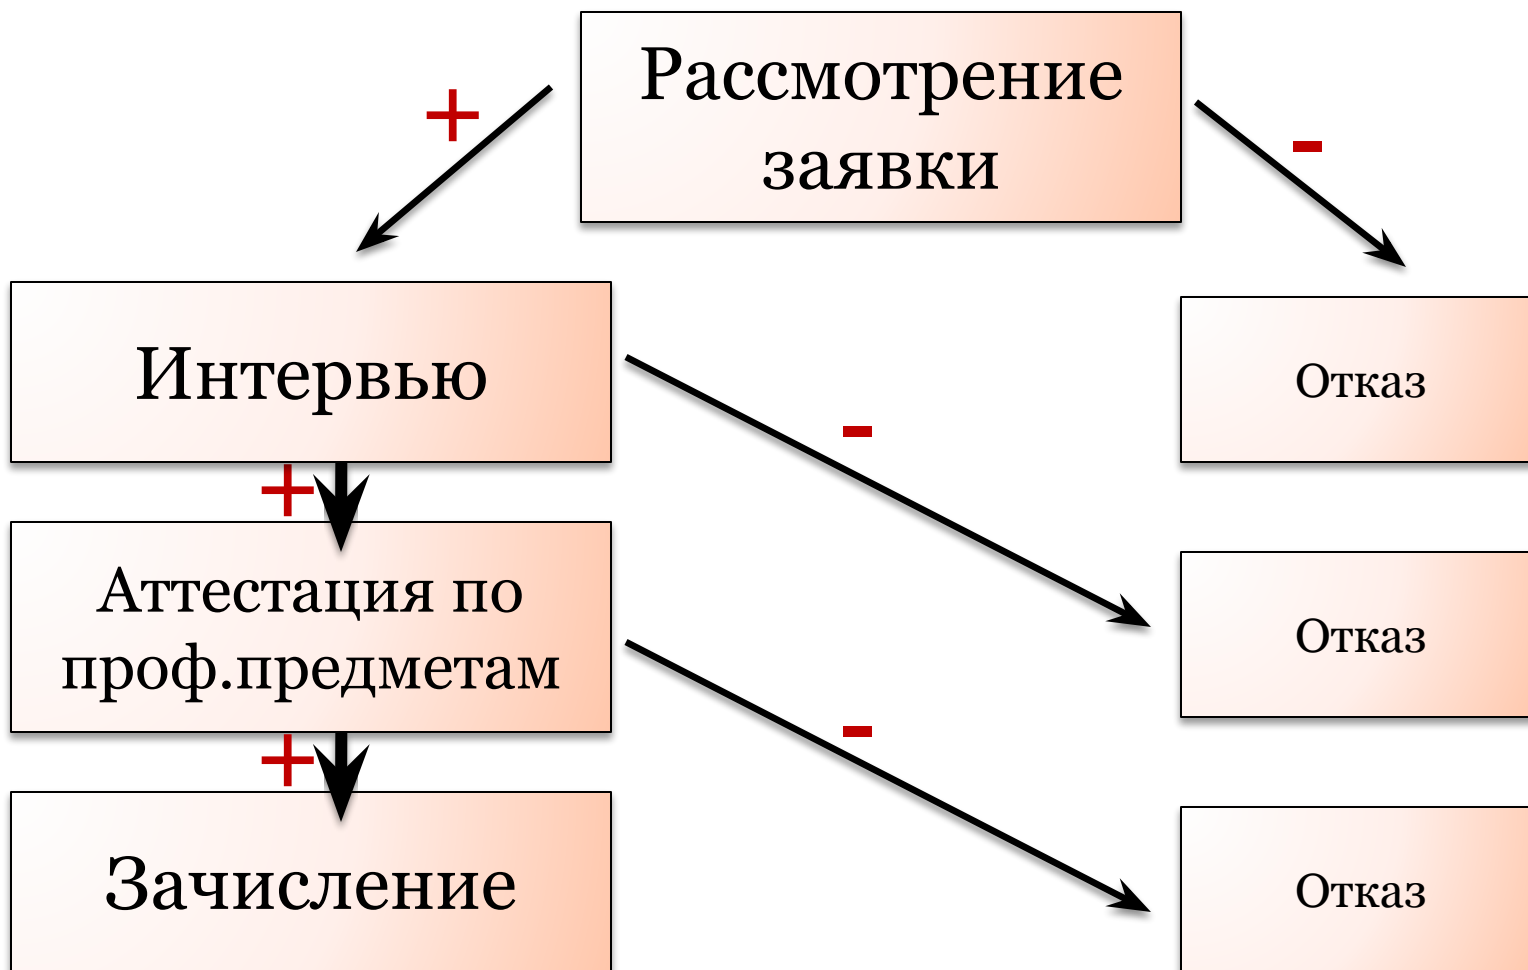 Рассмотрение
заявки
+
-
Интервью
Отказ
-
+
Аттестация по
проф.предметам
Отказ
-
+
Зачисление
Отказ